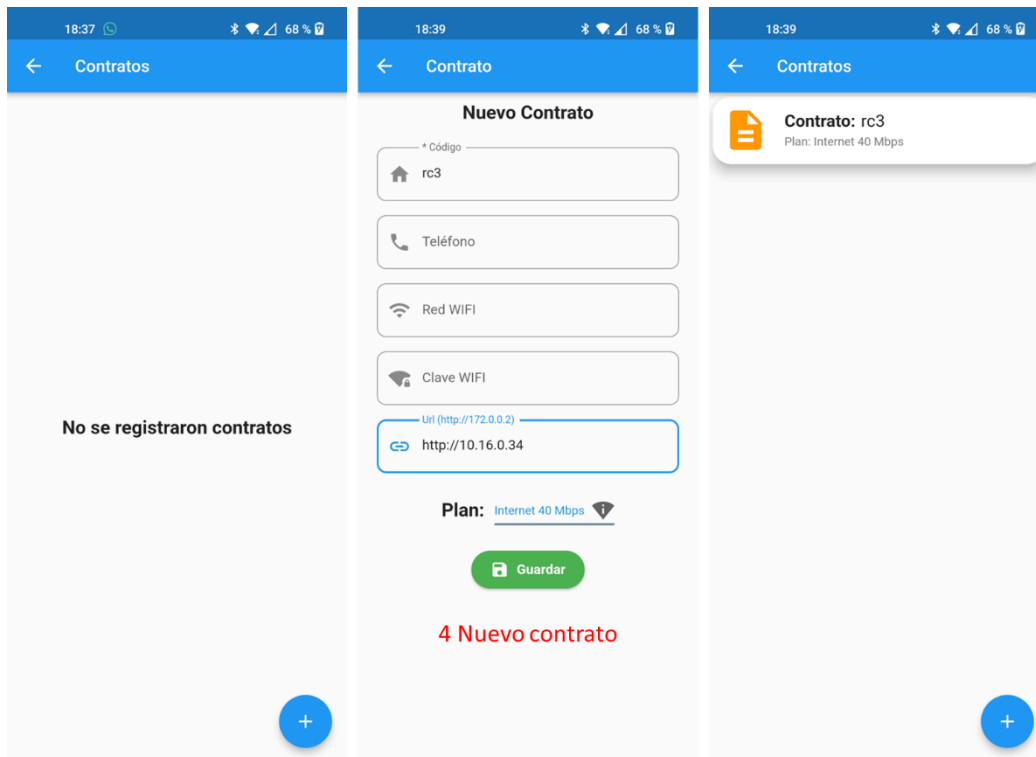 18:37 68 %
Contratos
No se registraron contratos
18:39 68 %
Contrato
Nuevo Contrato
* Código
rc3
Teléfono
Red WIFI
Clave WIFI
Url (http://172.0.0.2)
http://10.16.0.34
Plan: Internet 40 Mbps
Guardar
4 Nuevo contrato
18:39 68 %
Contratos
Contrato: rc3
Plan: Internet 40 Mbps